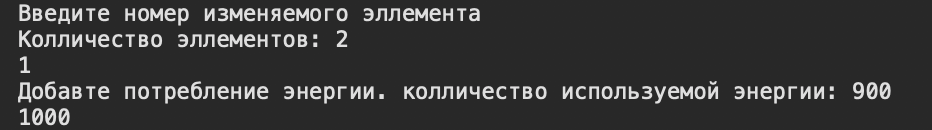 Введите номер изменяемого эллемента
Колличество эллементов: 2
1
Добавте потребление энергии. колличество используемой энергии: 900
1000